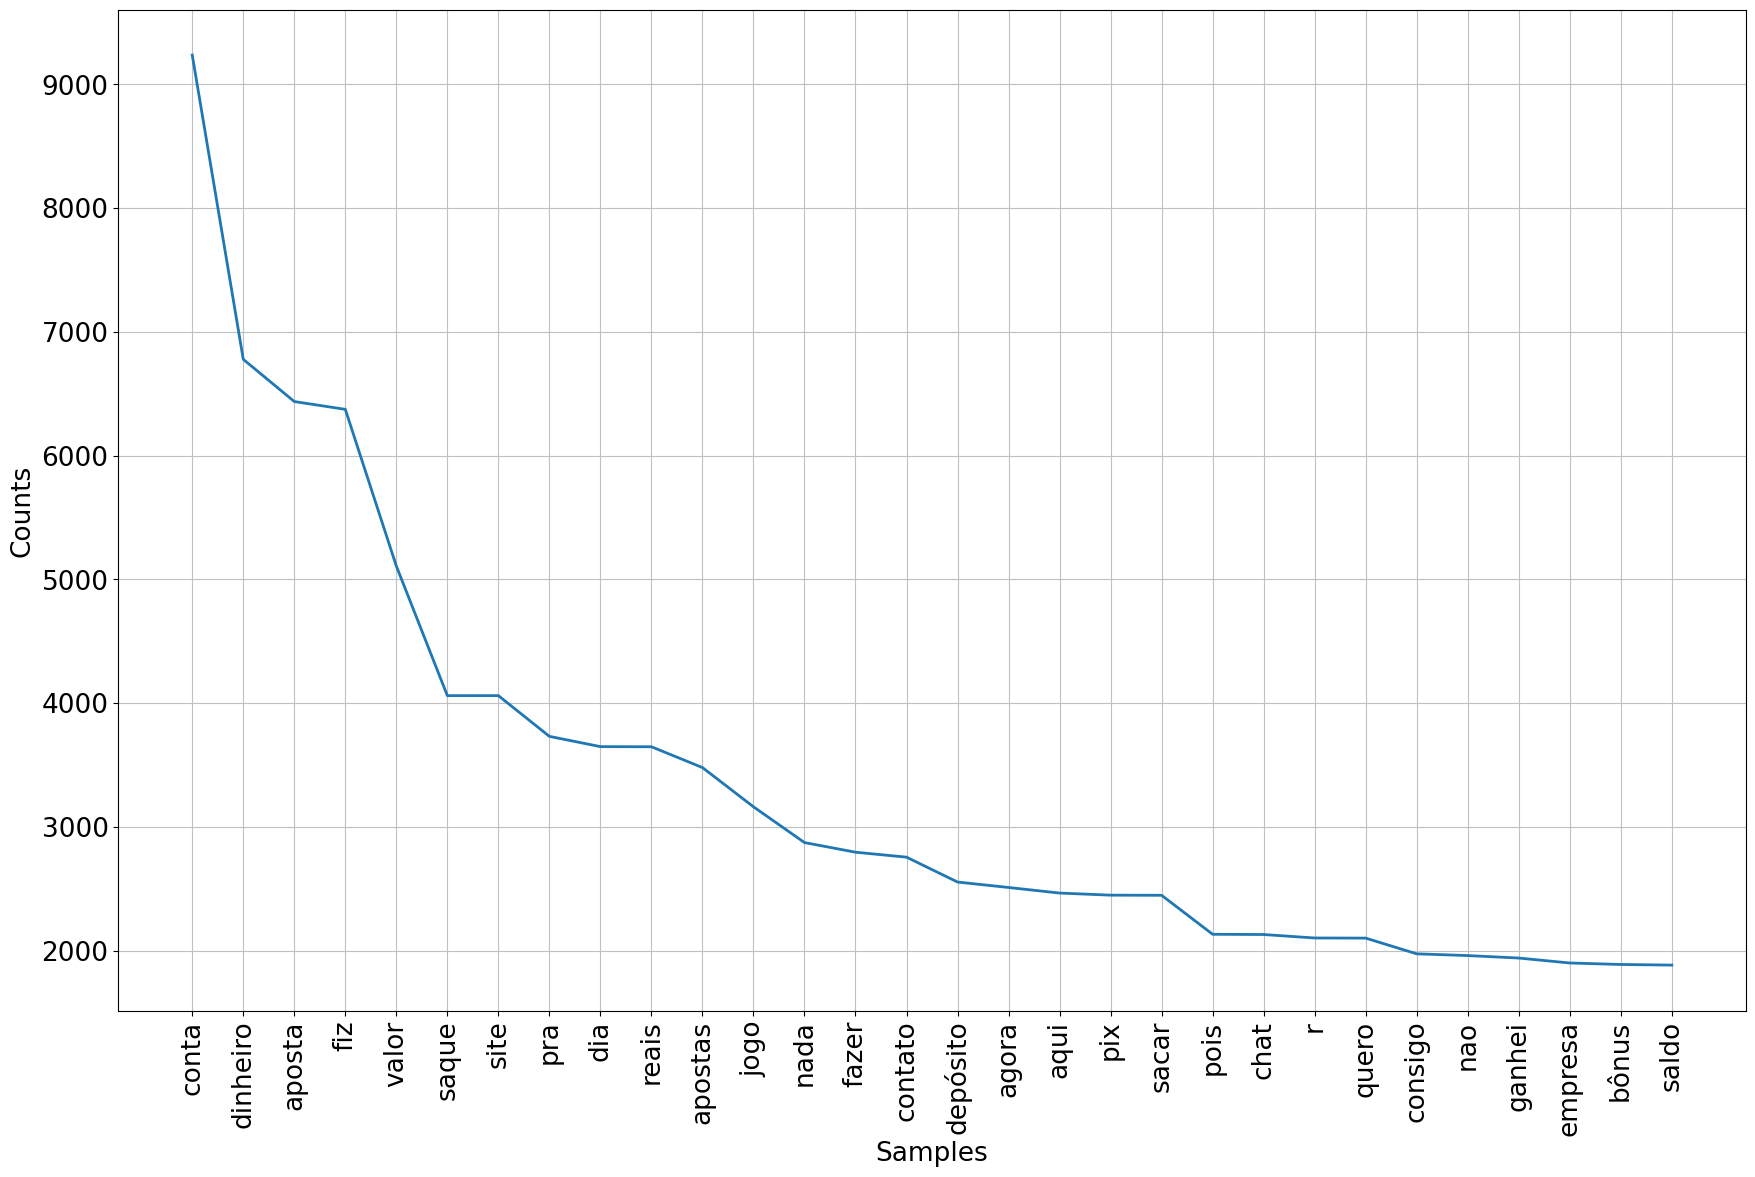 9000
8000
7000
6000
5000
4000
3000
2000
Counts
conta
dinheiro
aposta
fiz
valor
saque
site
pra
dia
reais
apostas
jogo
nada
fazer
contato
depósito
agora
aqui
pix
sacar
pois
chat
r
quero
consigo
nao
ganhei
empresa
bônus
saldo
Samples